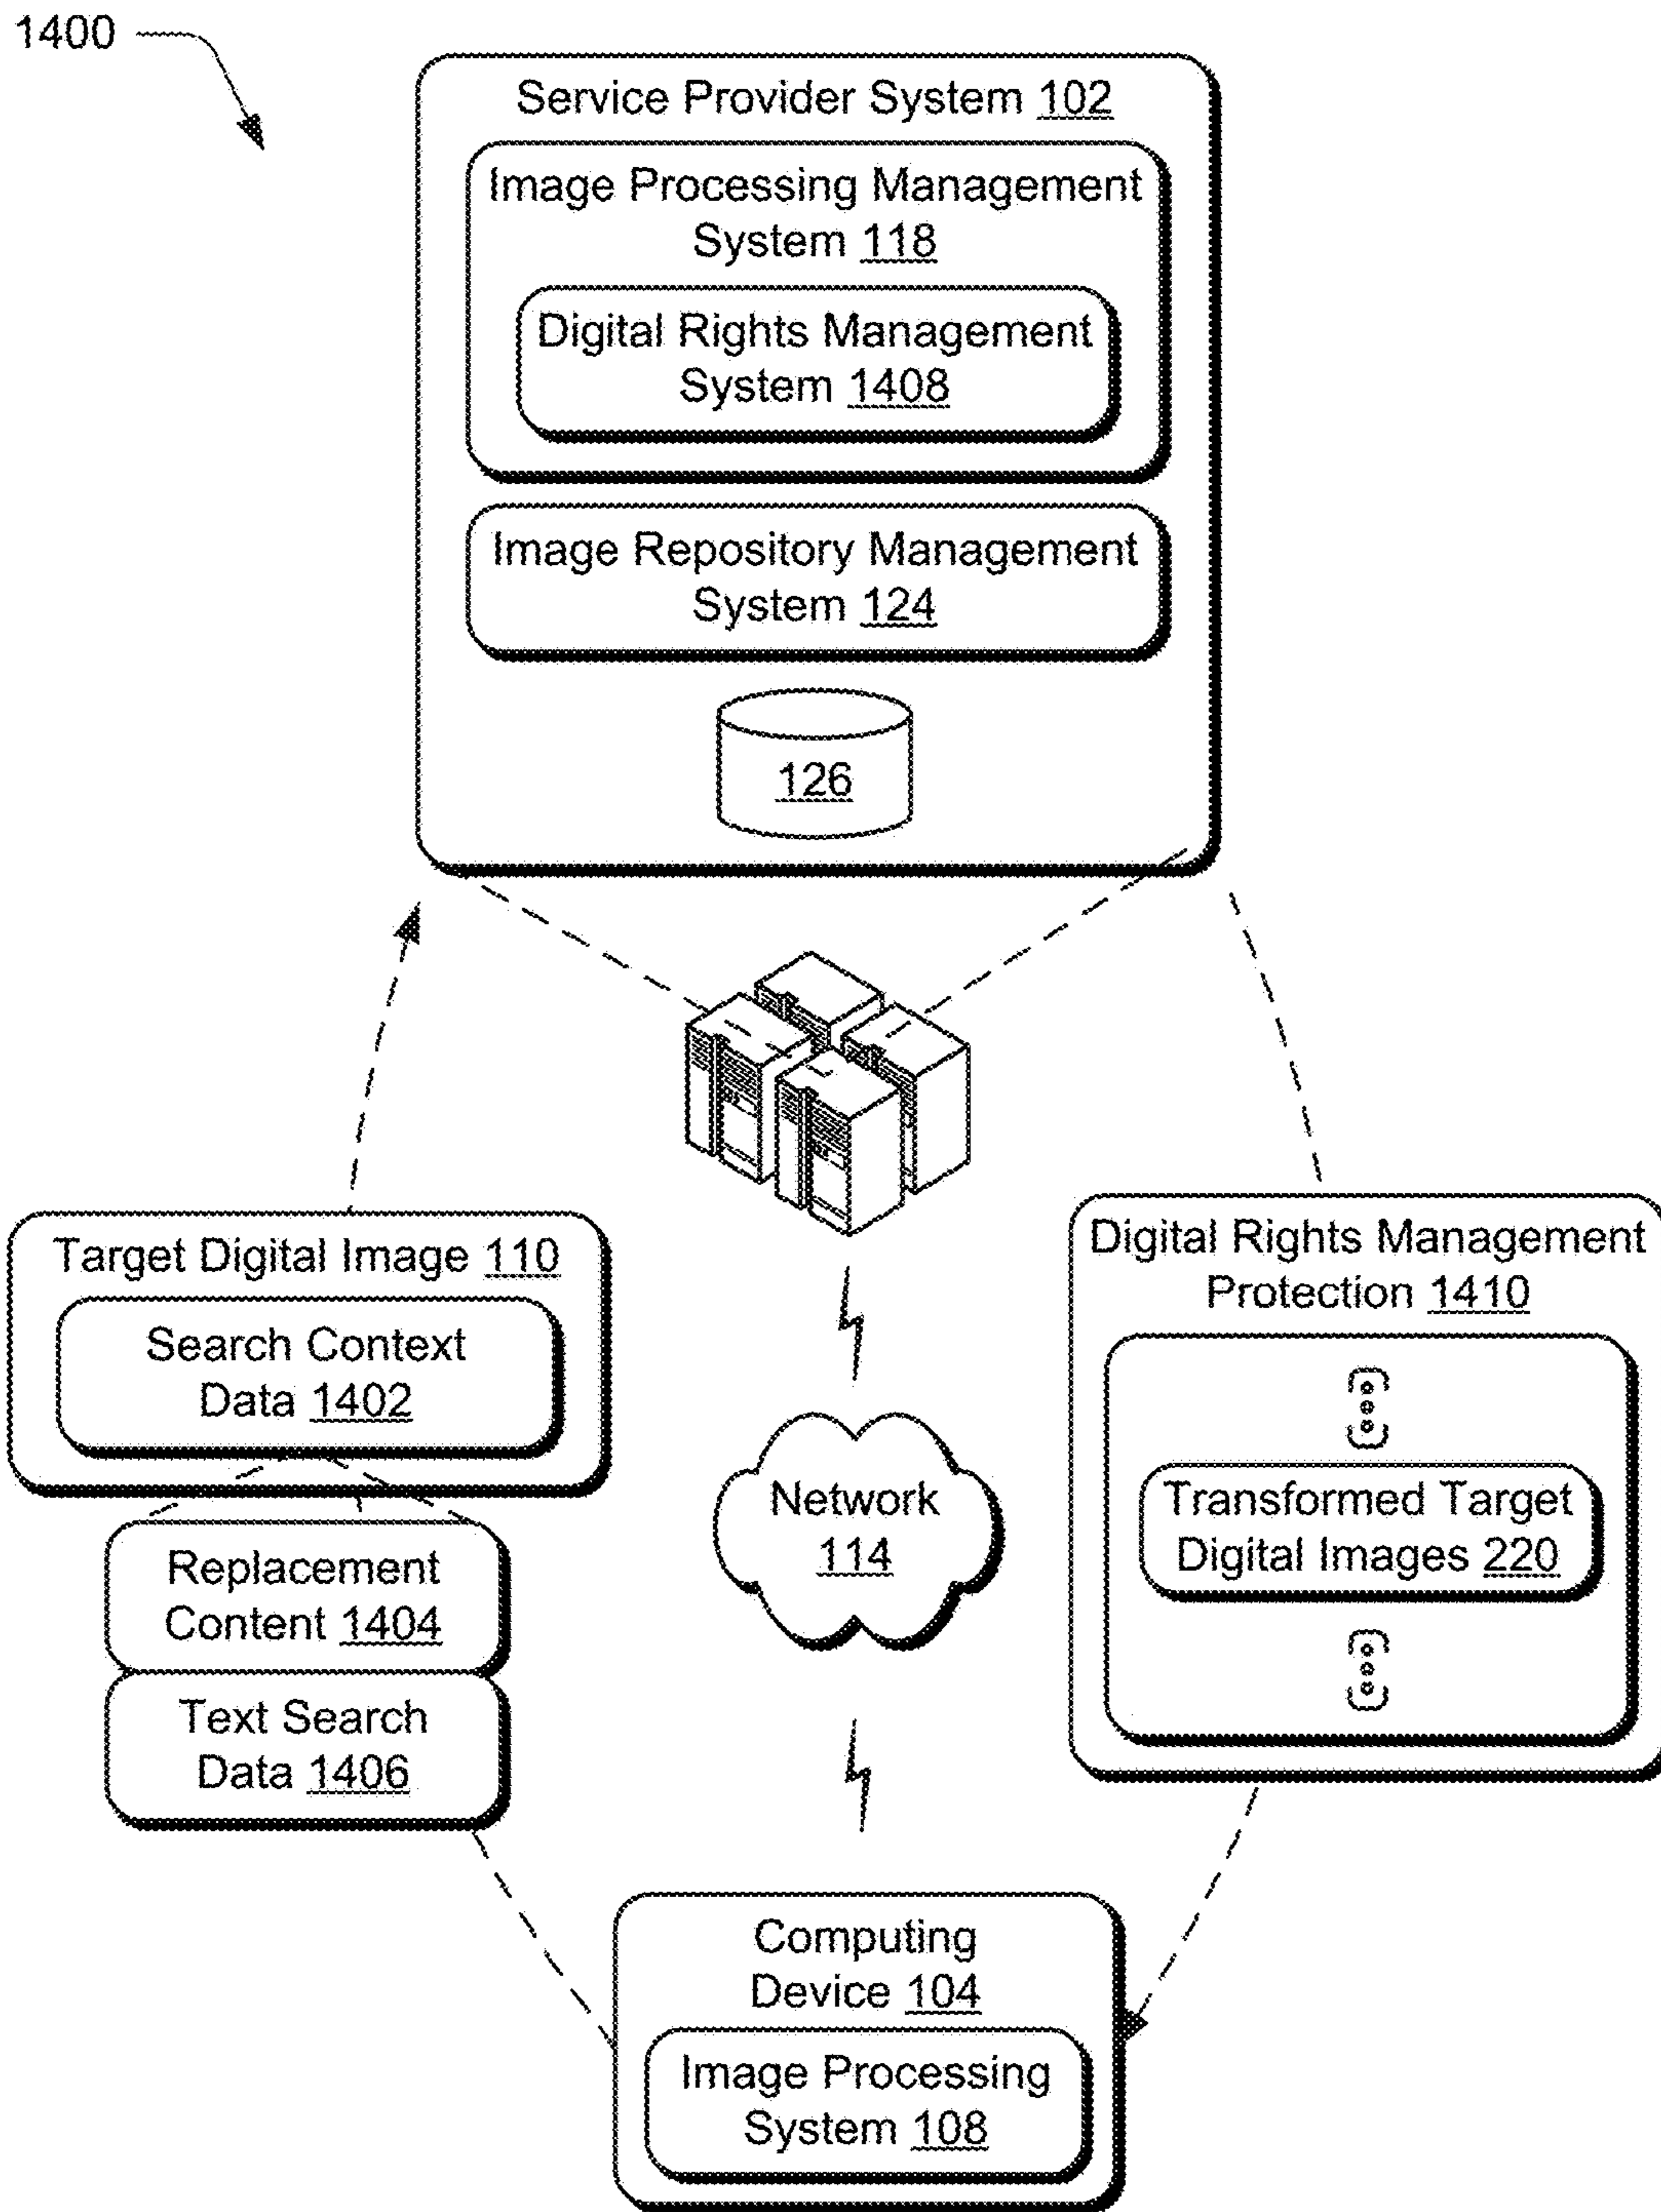 1400
Service Provider System 102
Image Processing Management
System 118
Digital Rights Management
System 1408
Image Repository Management
System 124
126
Target Digital Image 110
Search Context
Data 1402
Replacement
Content 1404
Text Search
Data 1406
Network
114
Digital Rights Management
Protection 1410
Transformed Target
Digital Images 220
Computing
Device 104
Image Processing
System 108